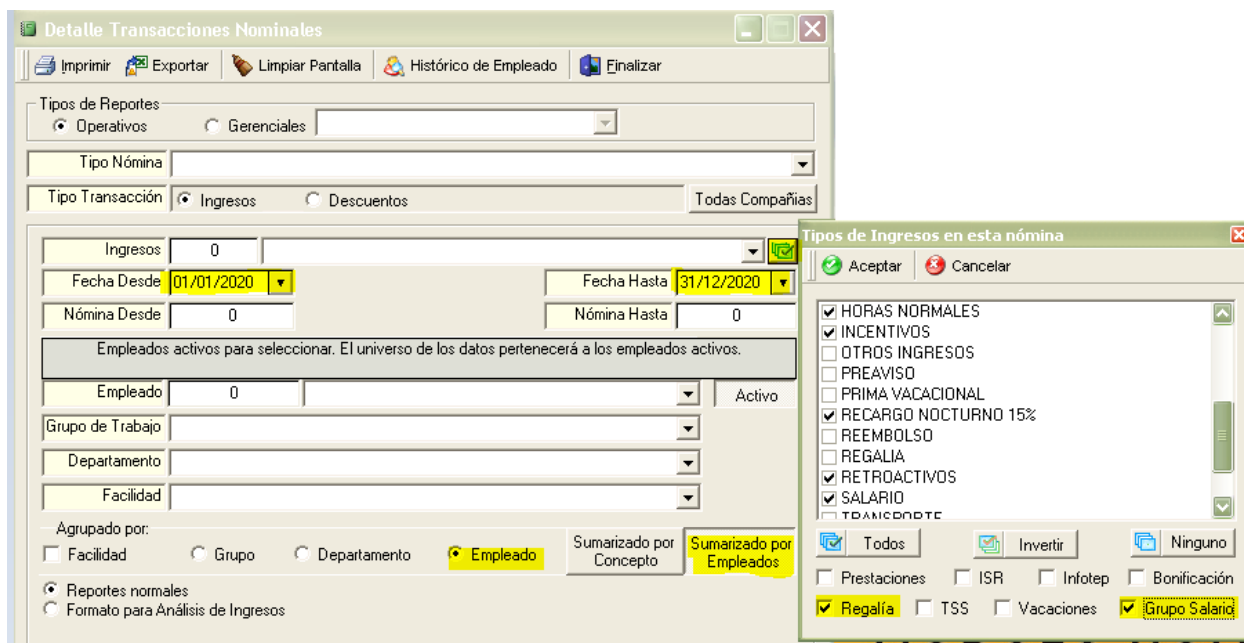 Detalle Transacciones Nominales
Imprimir Exportar Limpiar Pantalla Histórico de Empleado Finalizar
Tipos de Reportes
Operativos Gerenciales
Tipo Nómina
Tipo Transacción Ingresos Descuentos Todas Compañias
Ingresos 0
Fecha Desde 01/01/2020 Fecha Hasta 31/12/2020
Nómina Desde 0 Nómina Hasta 0
Empleados activos para seleccionar. El universo de los datos pertenecerá a los empleados activos.
Empleado 0 Activo
Grupo de Trabajo
Departamento
Facilidad
Agrupado por:
Facilidad Grupo Departamento Empleado
Sumarizado por
Concepto
Sumarizado por
Empleados
Reportes normales
Formato para Análisis de Ingresos
Tipos de Ingresos en esta nómina
Aceptar Cancelar
HORAS NORMALES
INCENTIVOS
OTROS INGRESOS
PREAVISO
PRIMA VACACIONAL
RECARGO NOCTURNO 15%
REEMBOLSO
REGALIA
RETROACTIVOS
SALARIO
TRANSPORTE
Todos Invertir Ninguno
Prestaciones ISR Infotep Bonificación
Regalía TSS Vacaciones Grupo Salario